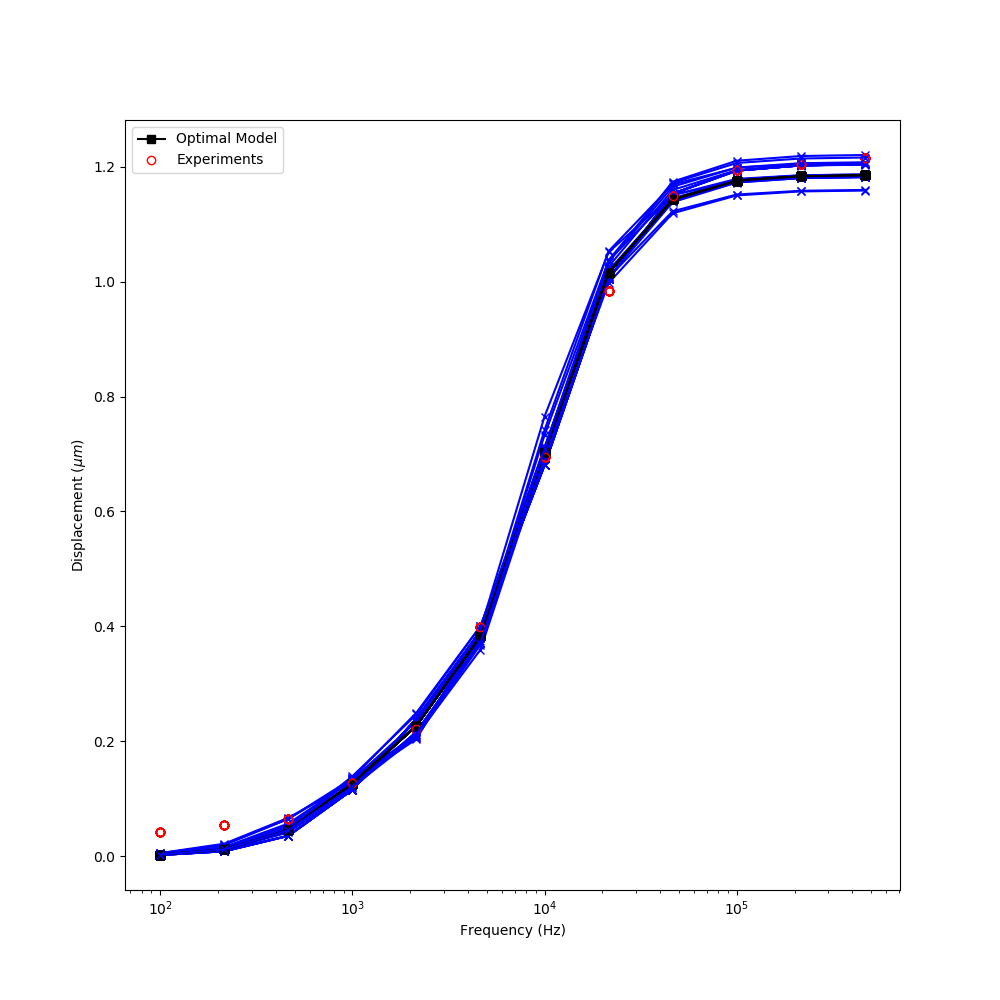 Optimal Model
Experiments
1.2
1.0
0.8
0.6
0.4
0.2
0.0
Displacement (μm)
10²
10³
10⁴
10⁵
Frequency (Hz)